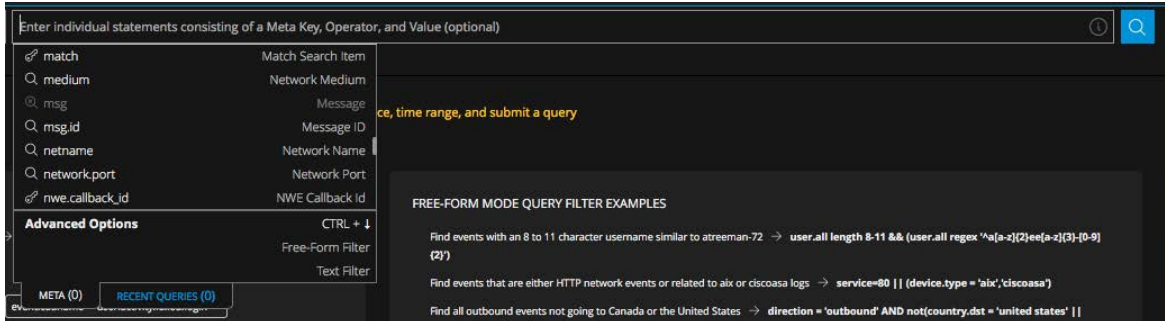 Enter individual statements consisting of a Meta Key, Operator, and Value (optional)
match Match Search Item
medium Network Medium
msg Message
msg.id Message ID
netname Network Name
network.port Network Port
nwe.callback_id NWE Callback Id
Advanced Options CTRL + ↓
Free-Form Filter
Text Filter
META (0) RECENT QUERIES (0)
ce, time range, and submit a query
FREE-FORM MODE QUERY FILTER EXAMPLES
Find events with an 8 to 11 character username similar to atreeman-72 → user.all length 8-11 && (user.all regex '^a[a-z]{2}ee[a-z]{3}-[0-9]
{2}')
Find events that are either HTTP network events or related to aix or ciscoasa logs → service=80 || (device.type = 'aix','ciscoasa')
Find all outbound events not going to Canada or the United States → direction = 'outbound' AND not(country.dst = 'united states' ||